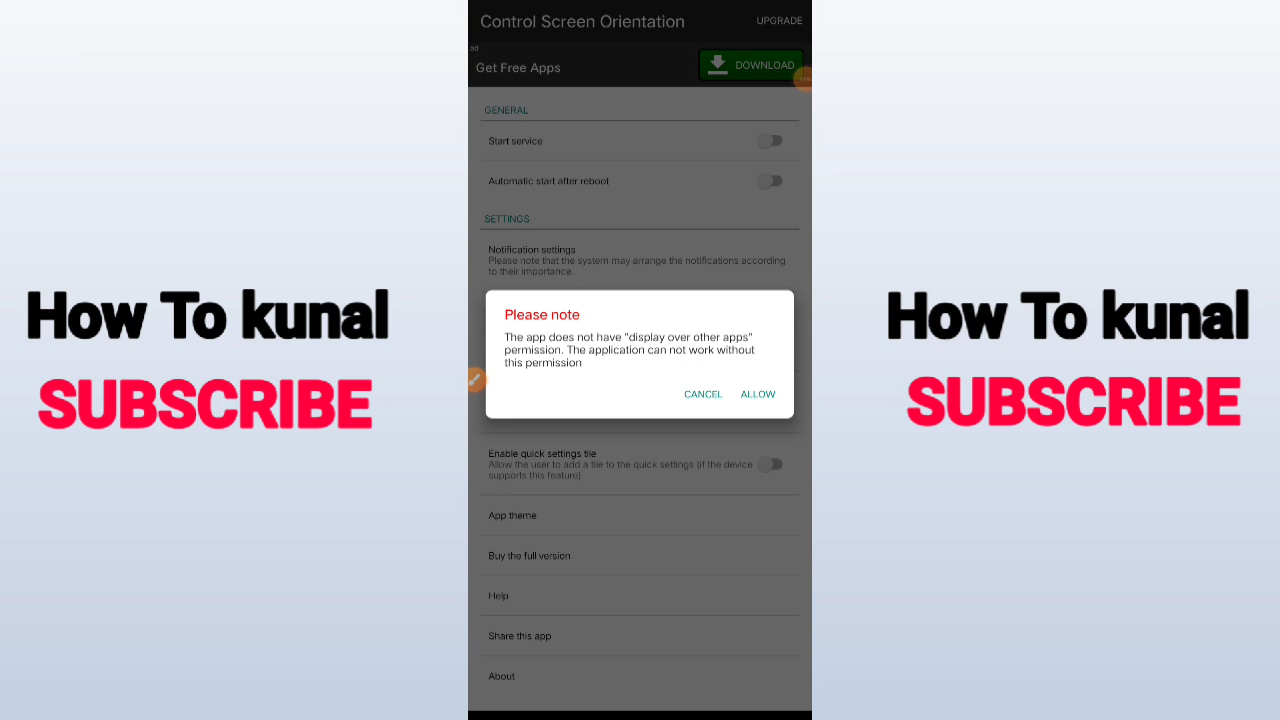 Control Screen Orientation
UPGRADE
ad
Get Free Apps
DOWNLOAD
GENERAL
Start service
Automatic start after reboot
SETTINGS
Notification settings
Please note that the system may arrange the notifications according
to their importance.
How To kunal
SUBSCRIBE
Please note
The app does not have "display over other apps"
permission. The application can not work without
this permission
CANCEL
ALLOW
How To kunal
SUBSCRIBE
Enable quick settings tile
Allow the user to add a tile to the quick settings (if the device
supports this feature)
App theme
Buy the full version
Help
Share this app
About